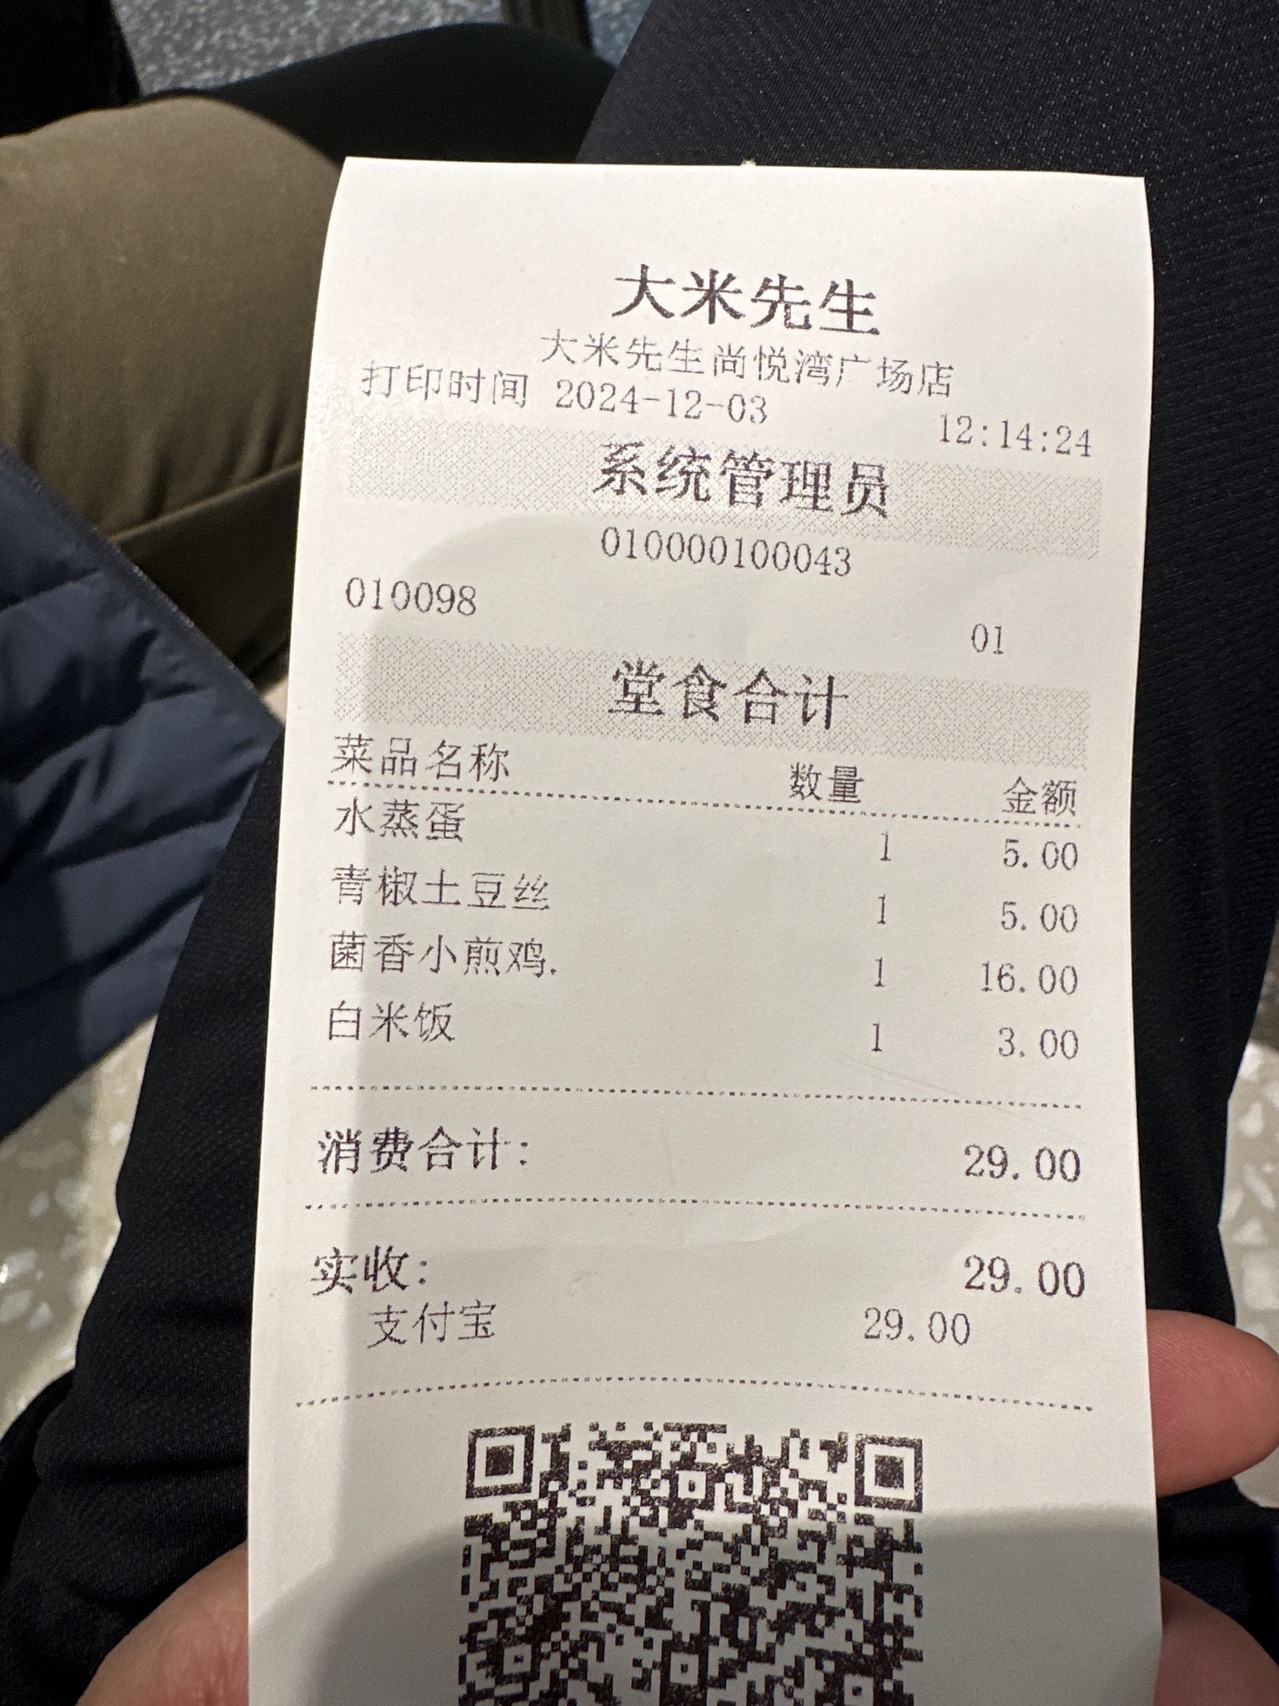 大米先生
大米先生尚悦湾广场店
打印时间 2024-12-03 12:14:24
系统管理员
010000100043
010098 01
堂食合计
菜品名称 数量 金额
水蒸蛋 1 5.00
青椒土豆丝 1 5.00
菌香小煎鸡. 1 16.00
白米饭 1 3.00
消费合计: 29.00
实收: 29.00
支付宝 29.00